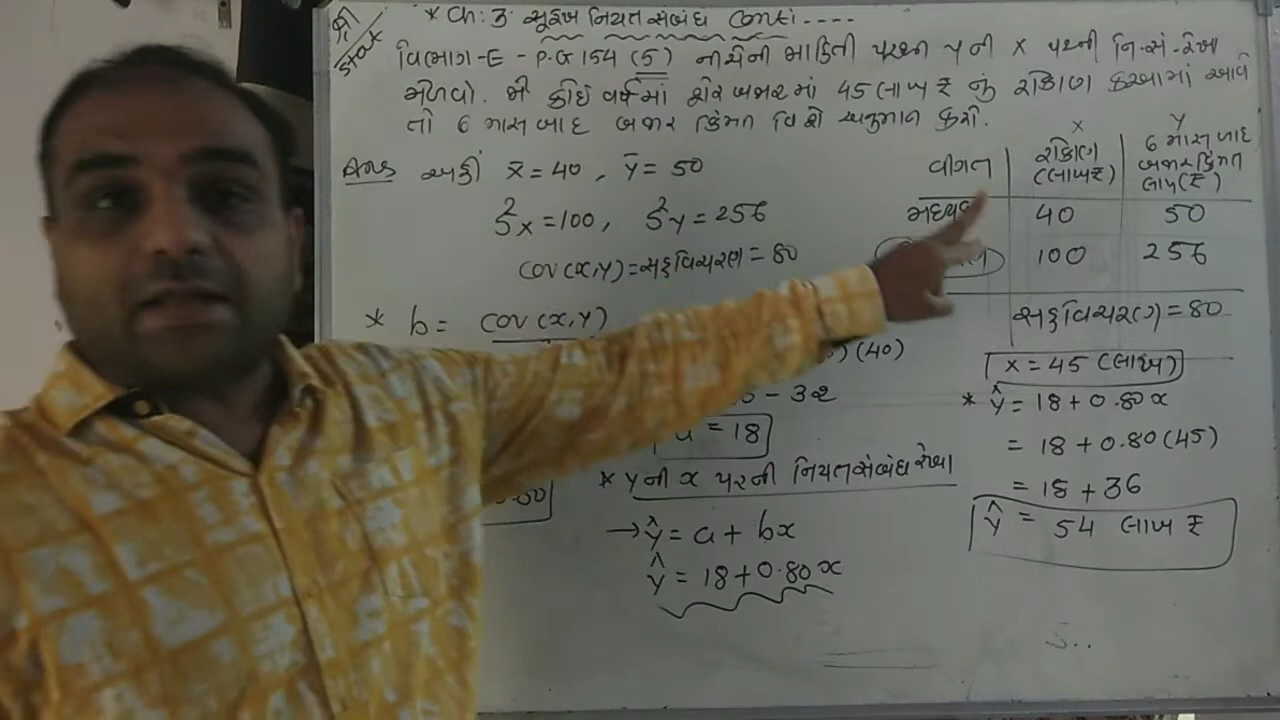 Stat
* Ch: 3 સુરેખ નિયતસંબંધ Conti ----
વિભાગ-E - P.G 154 (5) નીચેની માહિતી પરથી Y ની X પરની નિ.સં. રેખા
મેળવો. જો કોઈ વર્ષમાં શેર બજારમાં 45 લાખ ₹ નું રોકાણ કરવામાં આવે
તો 6 માસ બાદ બજાર કિંમત વિશે અનુમાન કરો.
Ans અહીં x̄ = 40 , ȳ = 50
S²x = 100, S²y = 256
COV(x,y) = સહવિચરણ = 80
* b = COV(x,y)
(40)
- 32
= 18
* Y ની x પરની નિયતસંબંધ રેખા
→ ŷ = a + bx
ŷ = 18 + 0.80 x
X Y
વીગત રોકાણ (લાખ ₹) 6 માસ બાદ બજાર કિંમત લાખ (₹)
40 50
100 256
સહવિચરણ = 80
x = 45 (લાખ)
* ŷ = 18 + 0.80 x
= 18 + 0.80 (45)
= 18 + 36
ŷ = 54 લાખ ₹